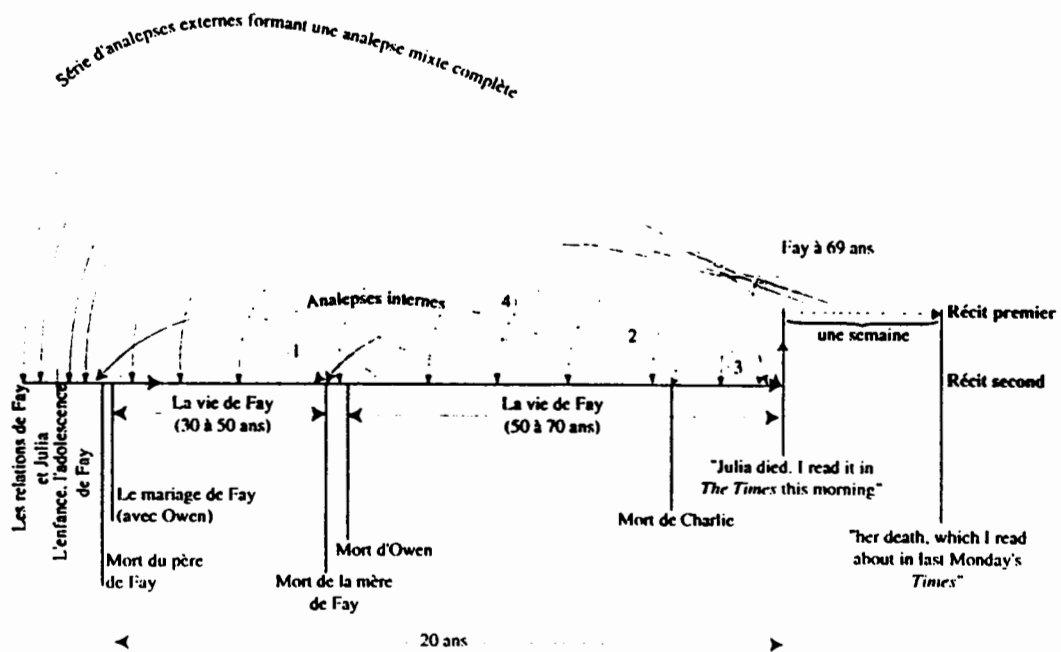 Série d'analepses externes formant une analepse mixte complète
Fay à 69 ans
Analepses internes
4
Récit premier
une semaine
1
2
3
Récit second
La vie de Fay
(30 à 50 ans)
La vie de Fay
(50 à 70 ans)
Les relations de Fay
et Julia
L'enfance, l'adolescence
de Fay
"Julia died. I read it in
The Times this morning"
Le mariage de Fay
(avec Owen)
Mort de Charlie
"her death, which I read
about in last Monday's
Times"
Mort d'Owen
Mort du père
de Fay
Mort de la mère
de Fay
20 ans